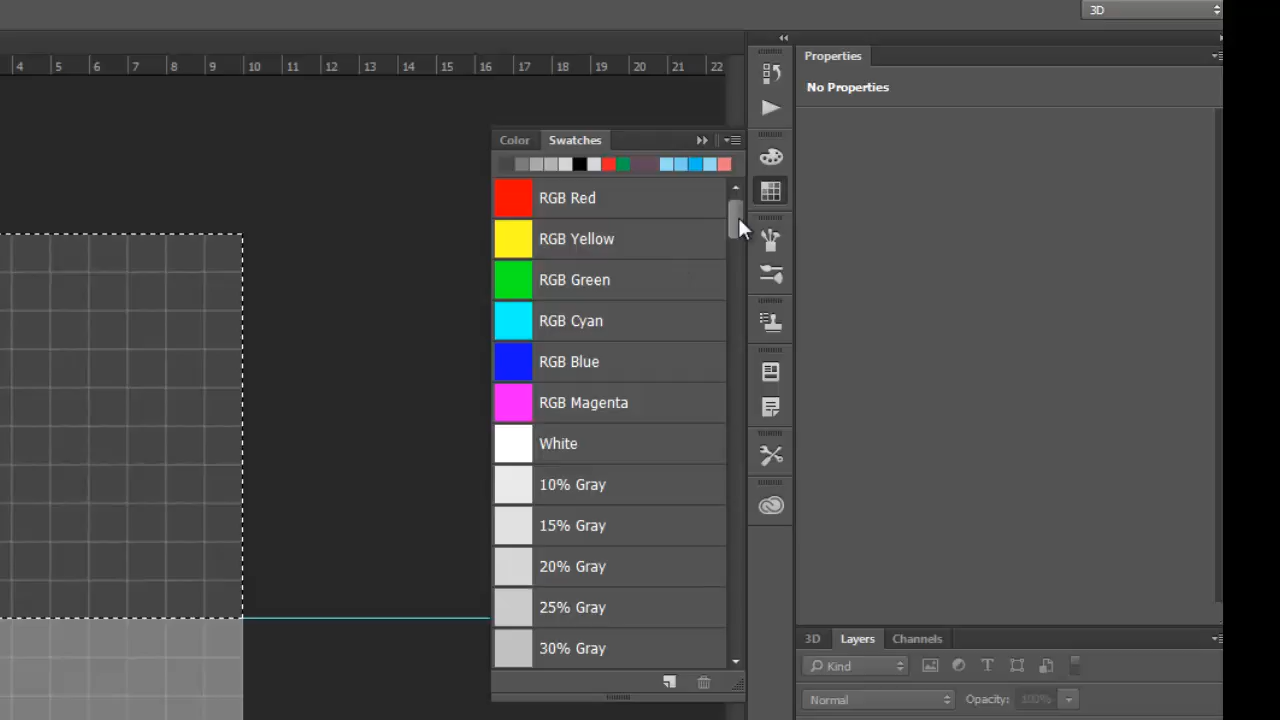 3D
4 5 6 7 8 9 10 11 12 13 14 15 16 17 18 19 20 21 22
Properties
No Properties
Color Swatches
RGB Red
RGB Yellow
RGB Green
RGB Cyan
RGB Blue
RGB Magenta
White
10% Gray
15% Gray
20% Gray
25% Gray
30% Gray
3D Layers Channels
Kind
Normal Opacity: 100%